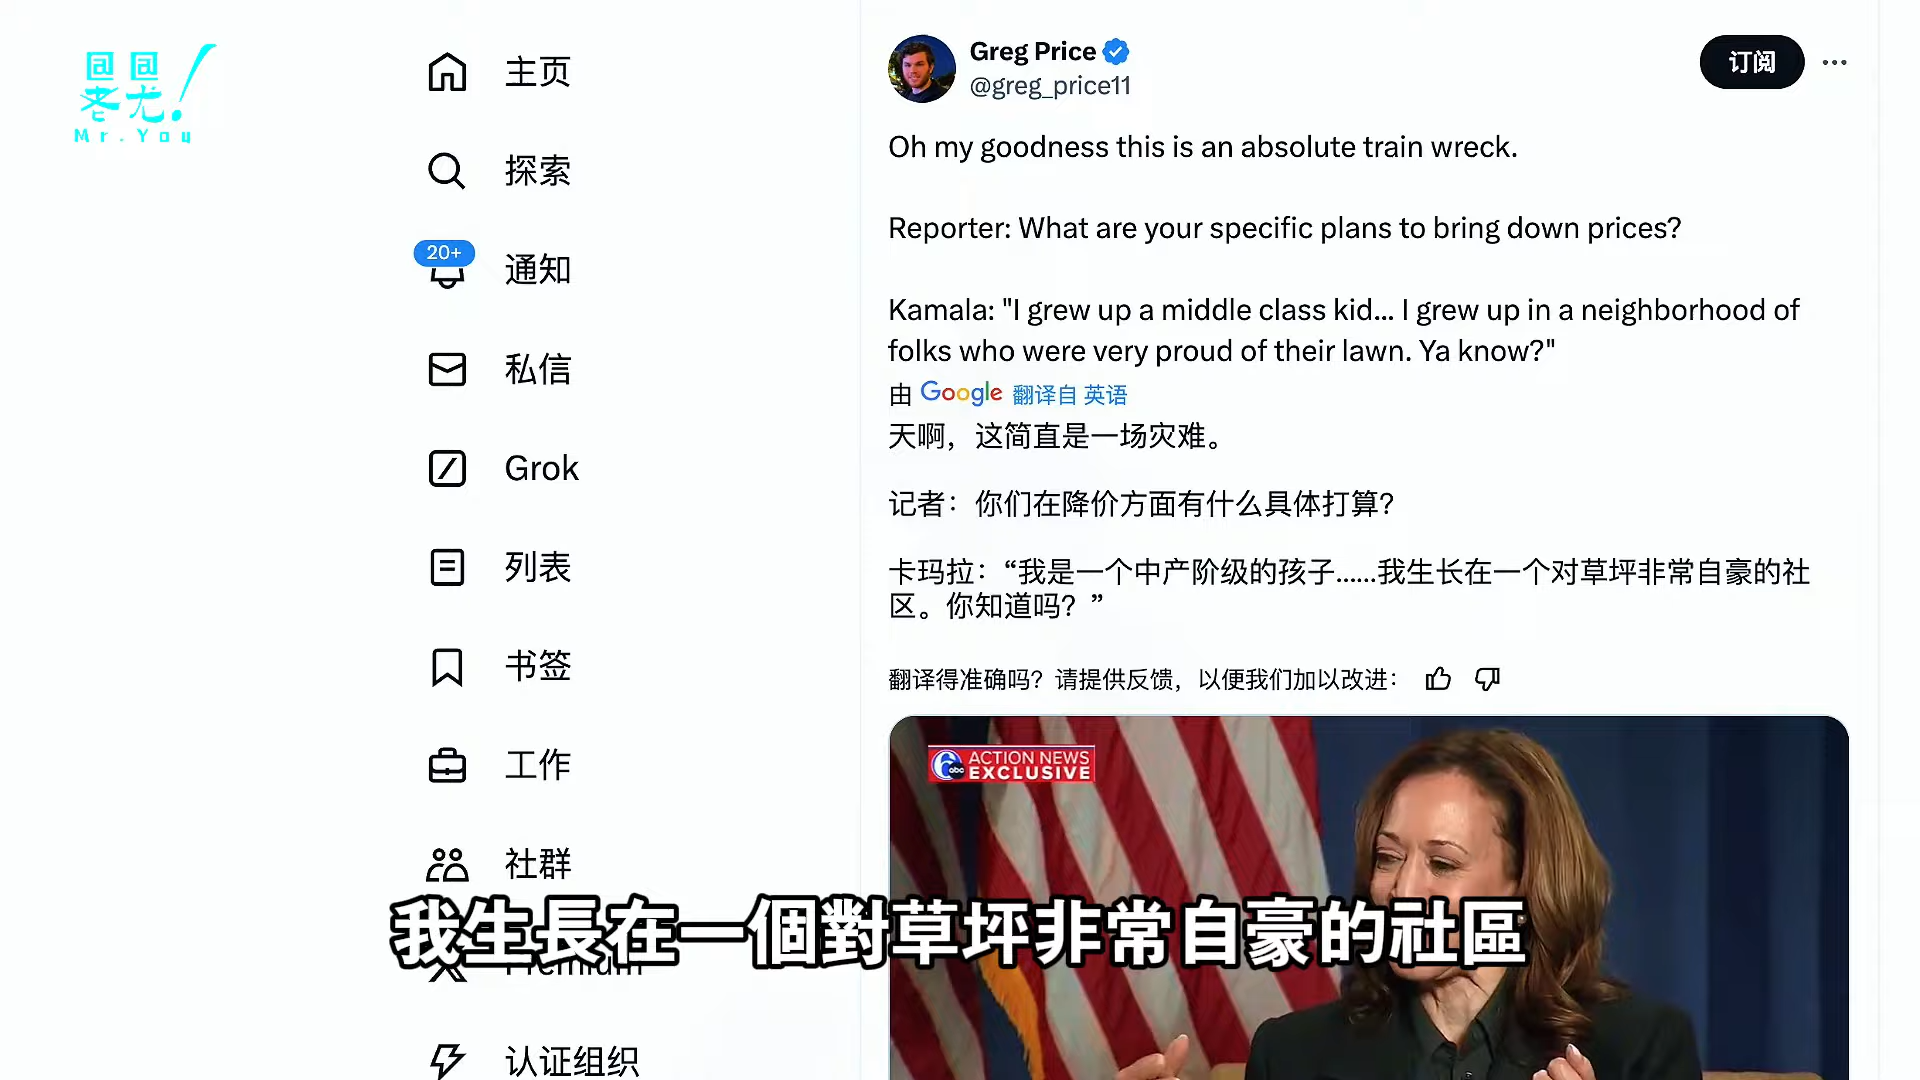 Mr.You
主页
探索
20+
通知
私信
Grok
列表
书签
工作
社群
Premium
认证组织
Greg Price
@greg_price11
订阅
Oh my goodness this is an absolute train wreck.
Reporter: What are your specific plans to bring down prices?
Kamala: "I grew up a middle class kid... I grew up in a neighborhood of
folks who were very proud of their lawn. Ya know?"
由 Google 翻译自 英语
天啊，这简直是一场灾难。
记者：你们在降价方面有什么具体打算？
卡玛拉：“我是一个中产阶级的孩子……我生长在一个对草坪非常自豪的社
区。你知道吗？”
翻译得准确吗？请提供反馈，以便我们加以改进：
6abc ACTION NEWS
EXCLUSIVE
我生長在一個對草坪非常自豪的社區